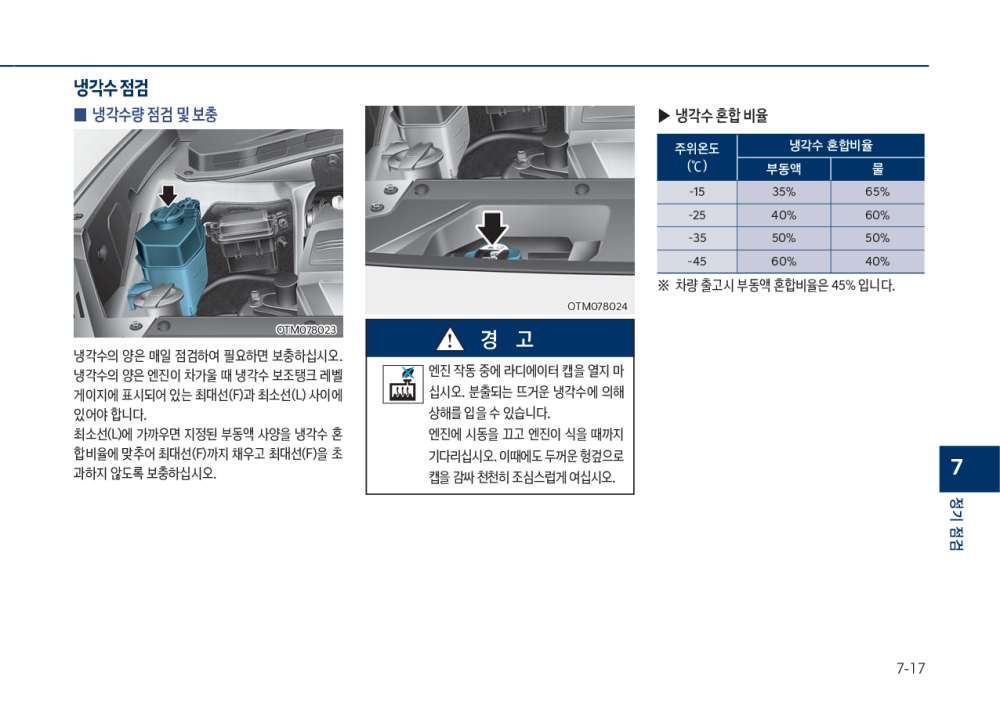 냉각수 점검
■ 냉각수량 점검 및 보충
OTM078023
냉각수의 양은 매일 점검하여 필요하면 보충하십시오.
냉각수의 양은 엔진이 차가울 때 냉각수 보조탱크 레벨
게이지에 표시되어 있는 최대선(F)과 최소선(L) 사이에
있어야 합니다.
최소선(L)에 가까우면 지정된 부동액 사양을 냉각수 혼
합비율에 맞추어 최대선(F)까지 채우고 최대선(F)을 초
과하지 않도록 보충하십시오.
OTM078024
경 고
엔진 작동 중에 라디에이터 캡을 열지 마
십시오. 분출되는 뜨거운 냉각수에 의해
상해를 입을 수 있습니다.
엔진에 시동을 끄고 엔진이 식을 때까지
기다리십시오. 이때에도 두꺼운 헝겊으로
캡을 감싸 천천히 조심스럽게 여십시오.
▶ 냉각수 혼합 비율
주위온도 냉각수 혼합비율
(℃) 부동액 물
-15 35% 65%
-25 40% 60%
-35 50% 50%
-45 60% 40%
※ 차량 출고시 부동액 혼합비율은 45% 입니다.
7
정기 점검
7-17